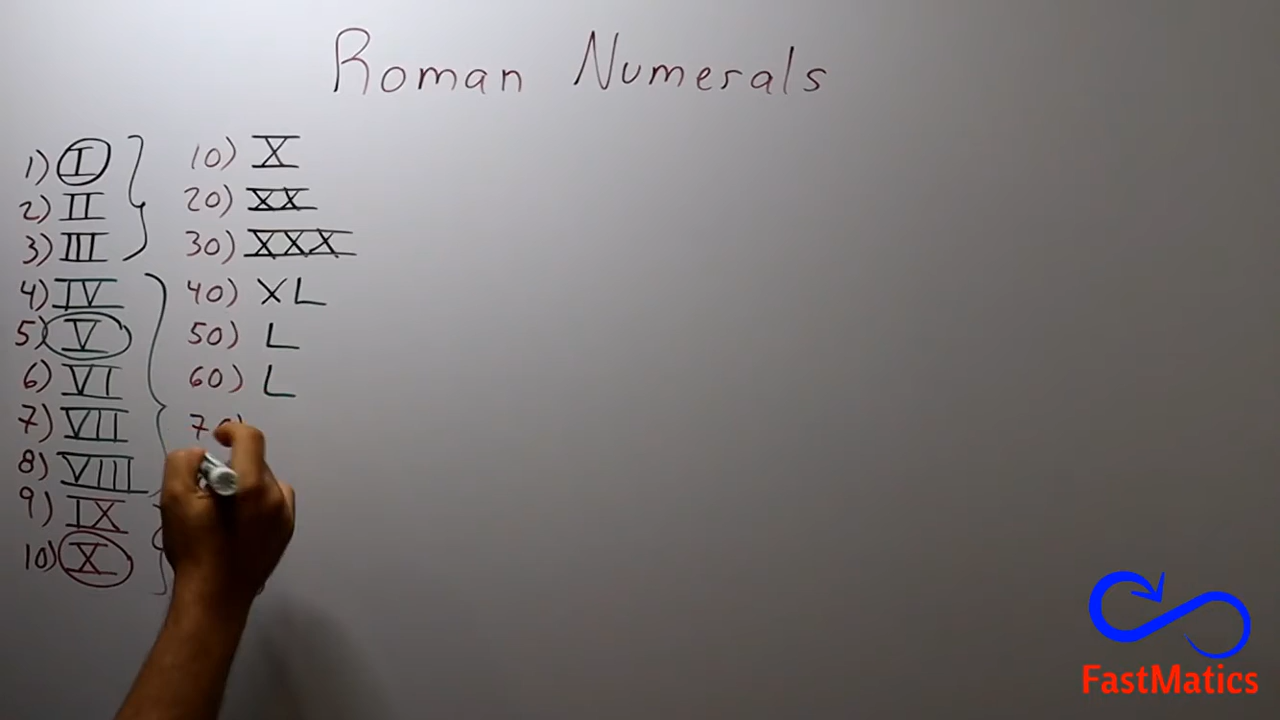 Roman Numerals
1) I
2) II
3) III
4) IV
5) V
6) VI
7) VII
8) VIII
9) IX
10) X
10) X
20) XX
30) XXX
40) XL
50) L
60) L
70)
FastMatics